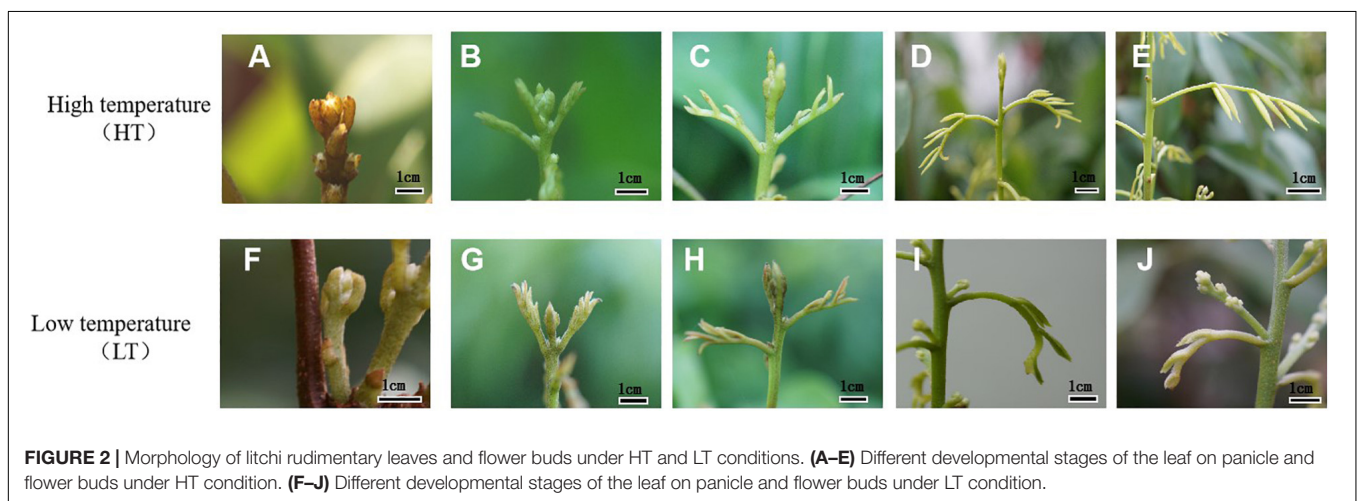 A
B
C
D
E
High temperature
（HT）
1cm
1cm
1cm
1cm
1cm
F
G
H
I
J
Low temperature
（LT）
1cm
1cm
1cm
1cm
1cm
FIGURE 2 | Morphology of litchi rudimentary leaves and flower buds under HT and LT conditions. (A–E) Different developmental stages of the leaf on panicle and
flower buds under HT condition. (F–J) Different developmental stages of the leaf on panicle and flower buds under LT condition.